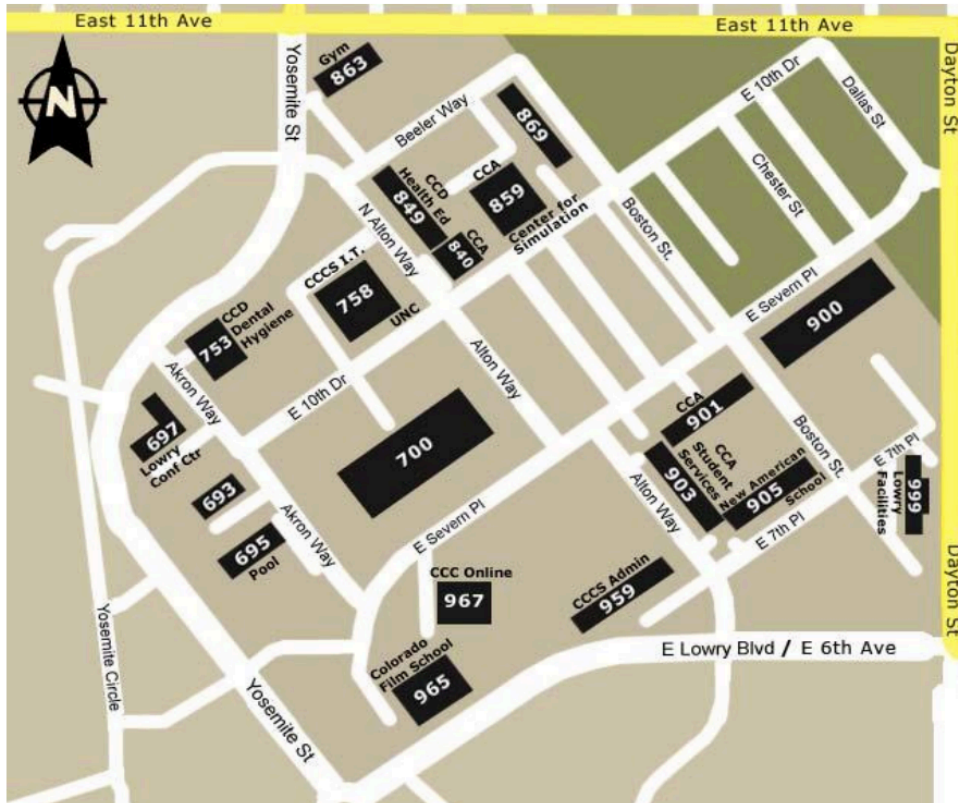 East 11th Ave
East 11th Ave
N
Yosemite St
Gym
863
Dayton St
E 10th Dr
Dallas St
Beeler Way
869
CCA
859
Center for
Simulation
CCD
Health Ed
849
CCA
840
Chester St
Boston St.
N Alton Way
CCCS I.T.
758
UNC
E Severn Pl
900
CCD
Dental
Hygiene
753
Akron Way
E 10th Dr
Alton Way
697
Lowry
Conf Ctr
700
CCA
901
CCA
Student
Services
903
New American
School
905
Boston St.
E 7th Pl
Lowry
Facilities
999
693
Akron Way
695
Pool
E Severn Pl
Alton Way
E 7th Pl
CCC Online
967
CCCS Admin
959
Dayton St
Yosemite Circle
E Lowry Blvd / E 6th Ave
Colorado
Film School
965
Yosemite St